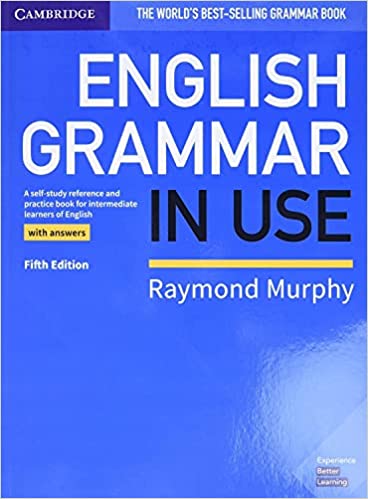 CAMBRIDGE
THE WORLD'S BEST-SELLING GRAMMAR BOOK
ENGLISH
GRAMMAR
IN USE
A self-study reference and
practice book for intermediate
learners of English
with answers
Fifth Edition
Raymond Murphy
Experience
Better
Learning